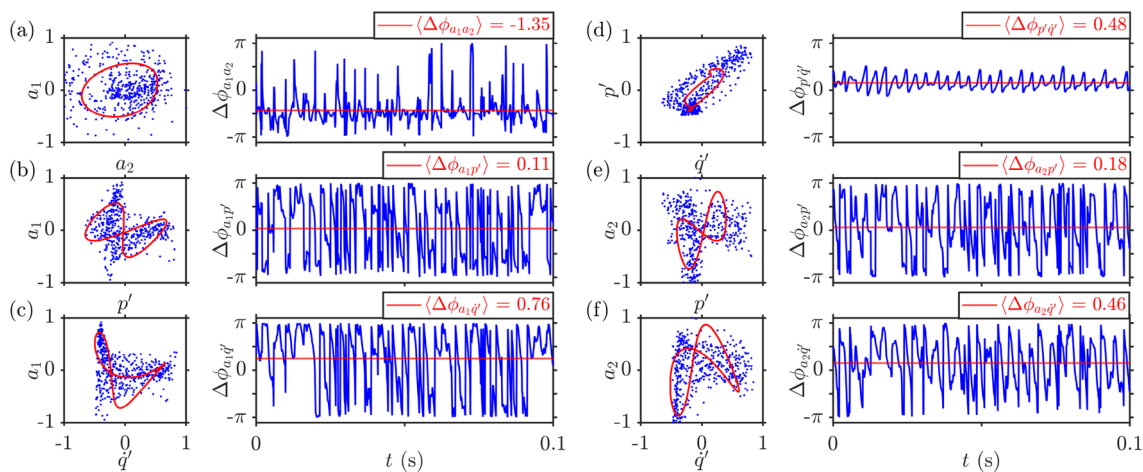 (a)
1
0
-1
a₁
a₂
π
0
-π
Δϕ_{a₁a₂}
⟨Δϕ_{a₁a₂}⟩ = -1.35
(b)
1
0
-1
a₁
p′
π
0
-π
Δϕ_{a₁p′}
⟨Δϕ_{a₁p′}⟩ = 0.11
(c)
1
0
-1
a₁
-1 0 1
q̇′
π
0
-π
Δϕ_{a₁q̇′}
⟨Δϕ_{a₁q̇′}⟩ = 0.76
0 0.1
t (s)
(d)
1
0
-1
p′
q̇′
π
0
-π
Δϕ_{p′q̇′}
⟨Δϕ_{p′q̇′}⟩ = 0.48
(e)
1
0
-1
a₂
p′
π
0
-π
Δϕ_{a₂p′}
⟨Δϕ_{a₂p′}⟩ = 0.18
(f)
1
0
-1
a₂
-1 0 1
q̇′
π
0
-π
Δϕ_{a₂q̇′}
⟨Δϕ_{a₂q̇′}⟩ = 0.46
0 0.1
t (s)